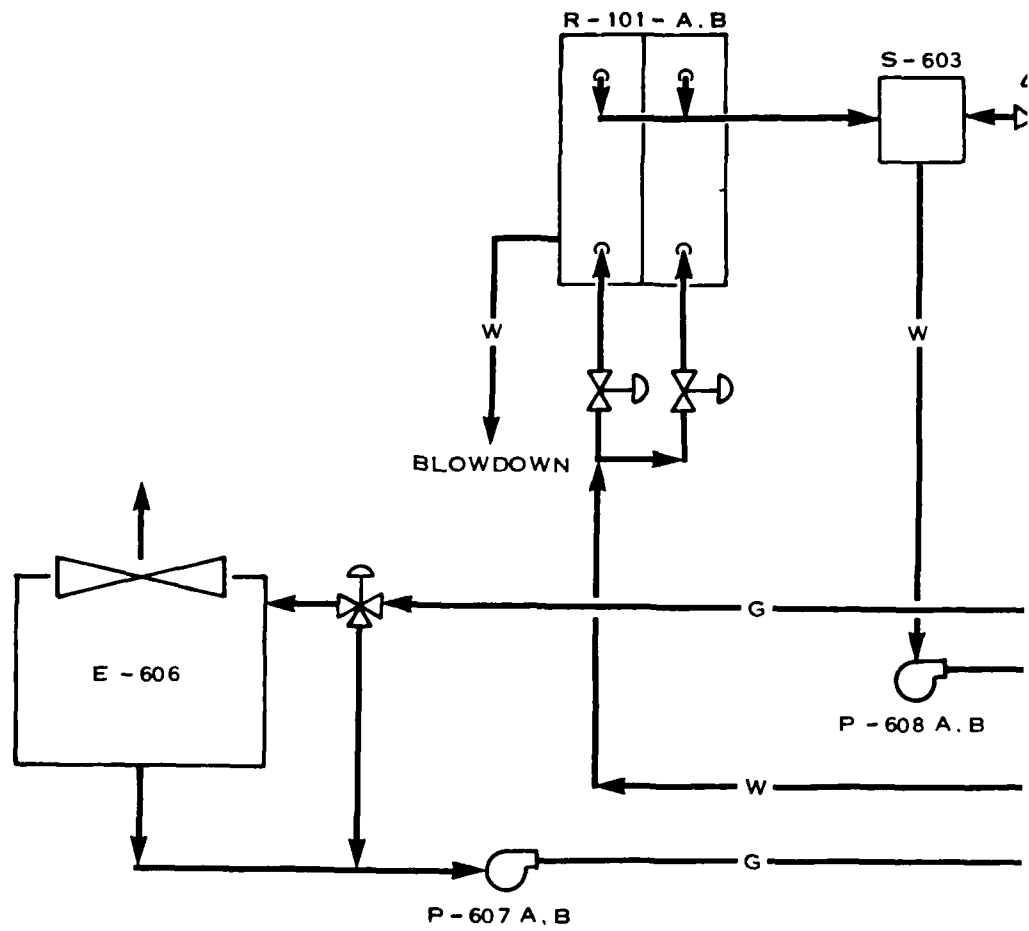 R-101-A.B
S-603
W
W
BLOWDOWN
G
E-606
P-608 A.B
W
G
P-607 A,B